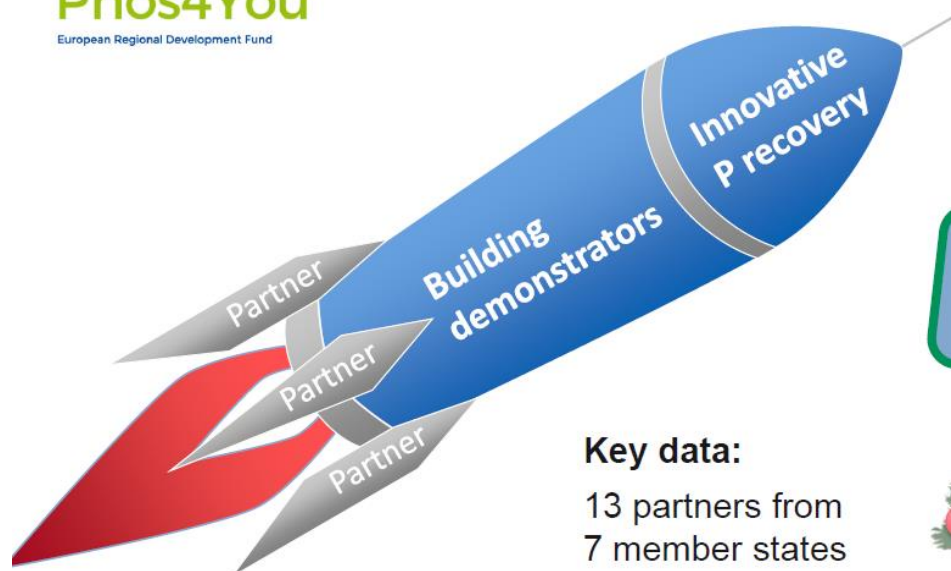 Phos4You
European Regional Development Fund
Innovative
P recovery
Building
demonstrators
Partner
Partner
Partner
Key data:
13 partners from
7 member states